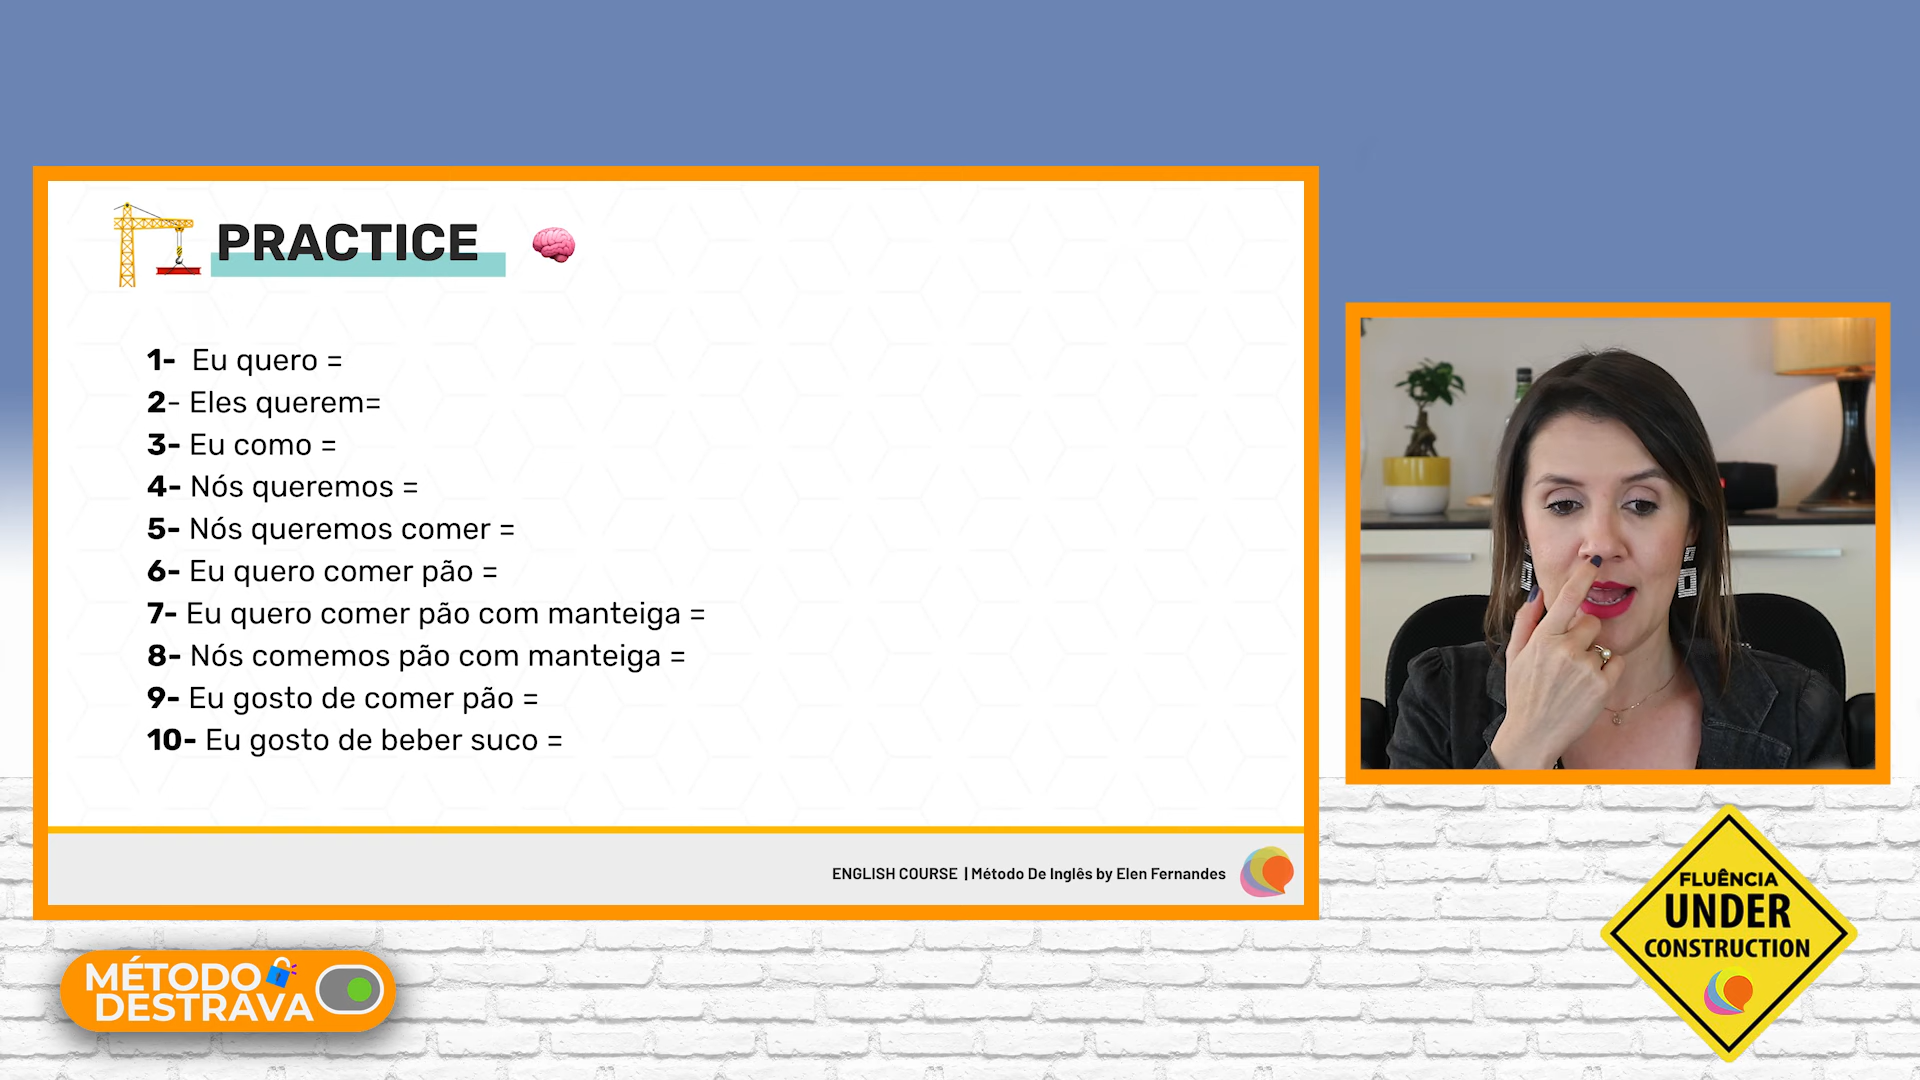 PRACTICE
1- Eu quero =
2- Eles querem=
3- Eu como =
4- Nós queremos =
5- Nós queremos comer =
6- Eu quero comer pão =
7- Eu quero comer pão com manteiga =
8- Nós comemos pão com manteiga =
9- Eu gosto de comer pão =
10- Eu gosto de beber suco =
ENGLISH COURSE | Método De Inglês by Elen Fernandes
MÉTODO
DESTRAVA
FLUÊNCIA
UNDER
CONSTRUCTION